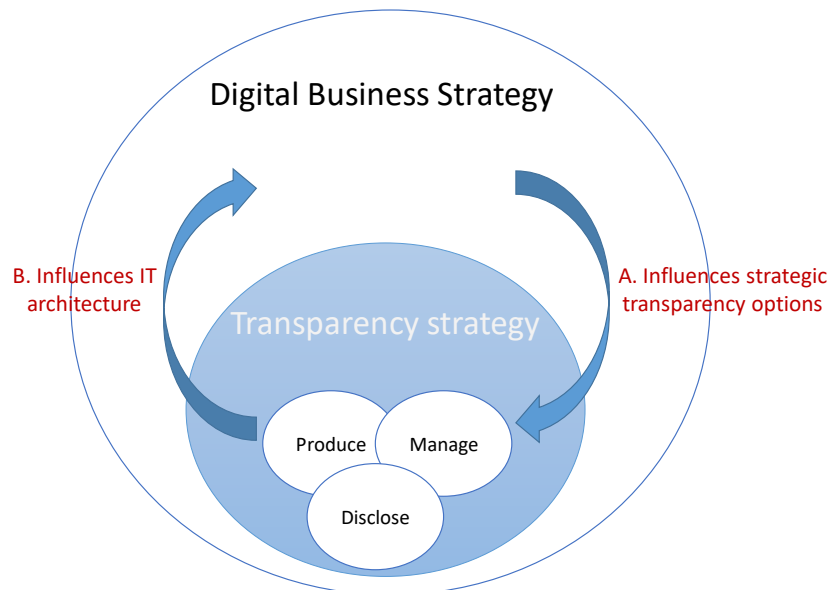 Digital Business Strategy
B. Influences IT
architecture
A. Influences strategic
transparency options
Transparency strategy
Produce
Manage
Disclose